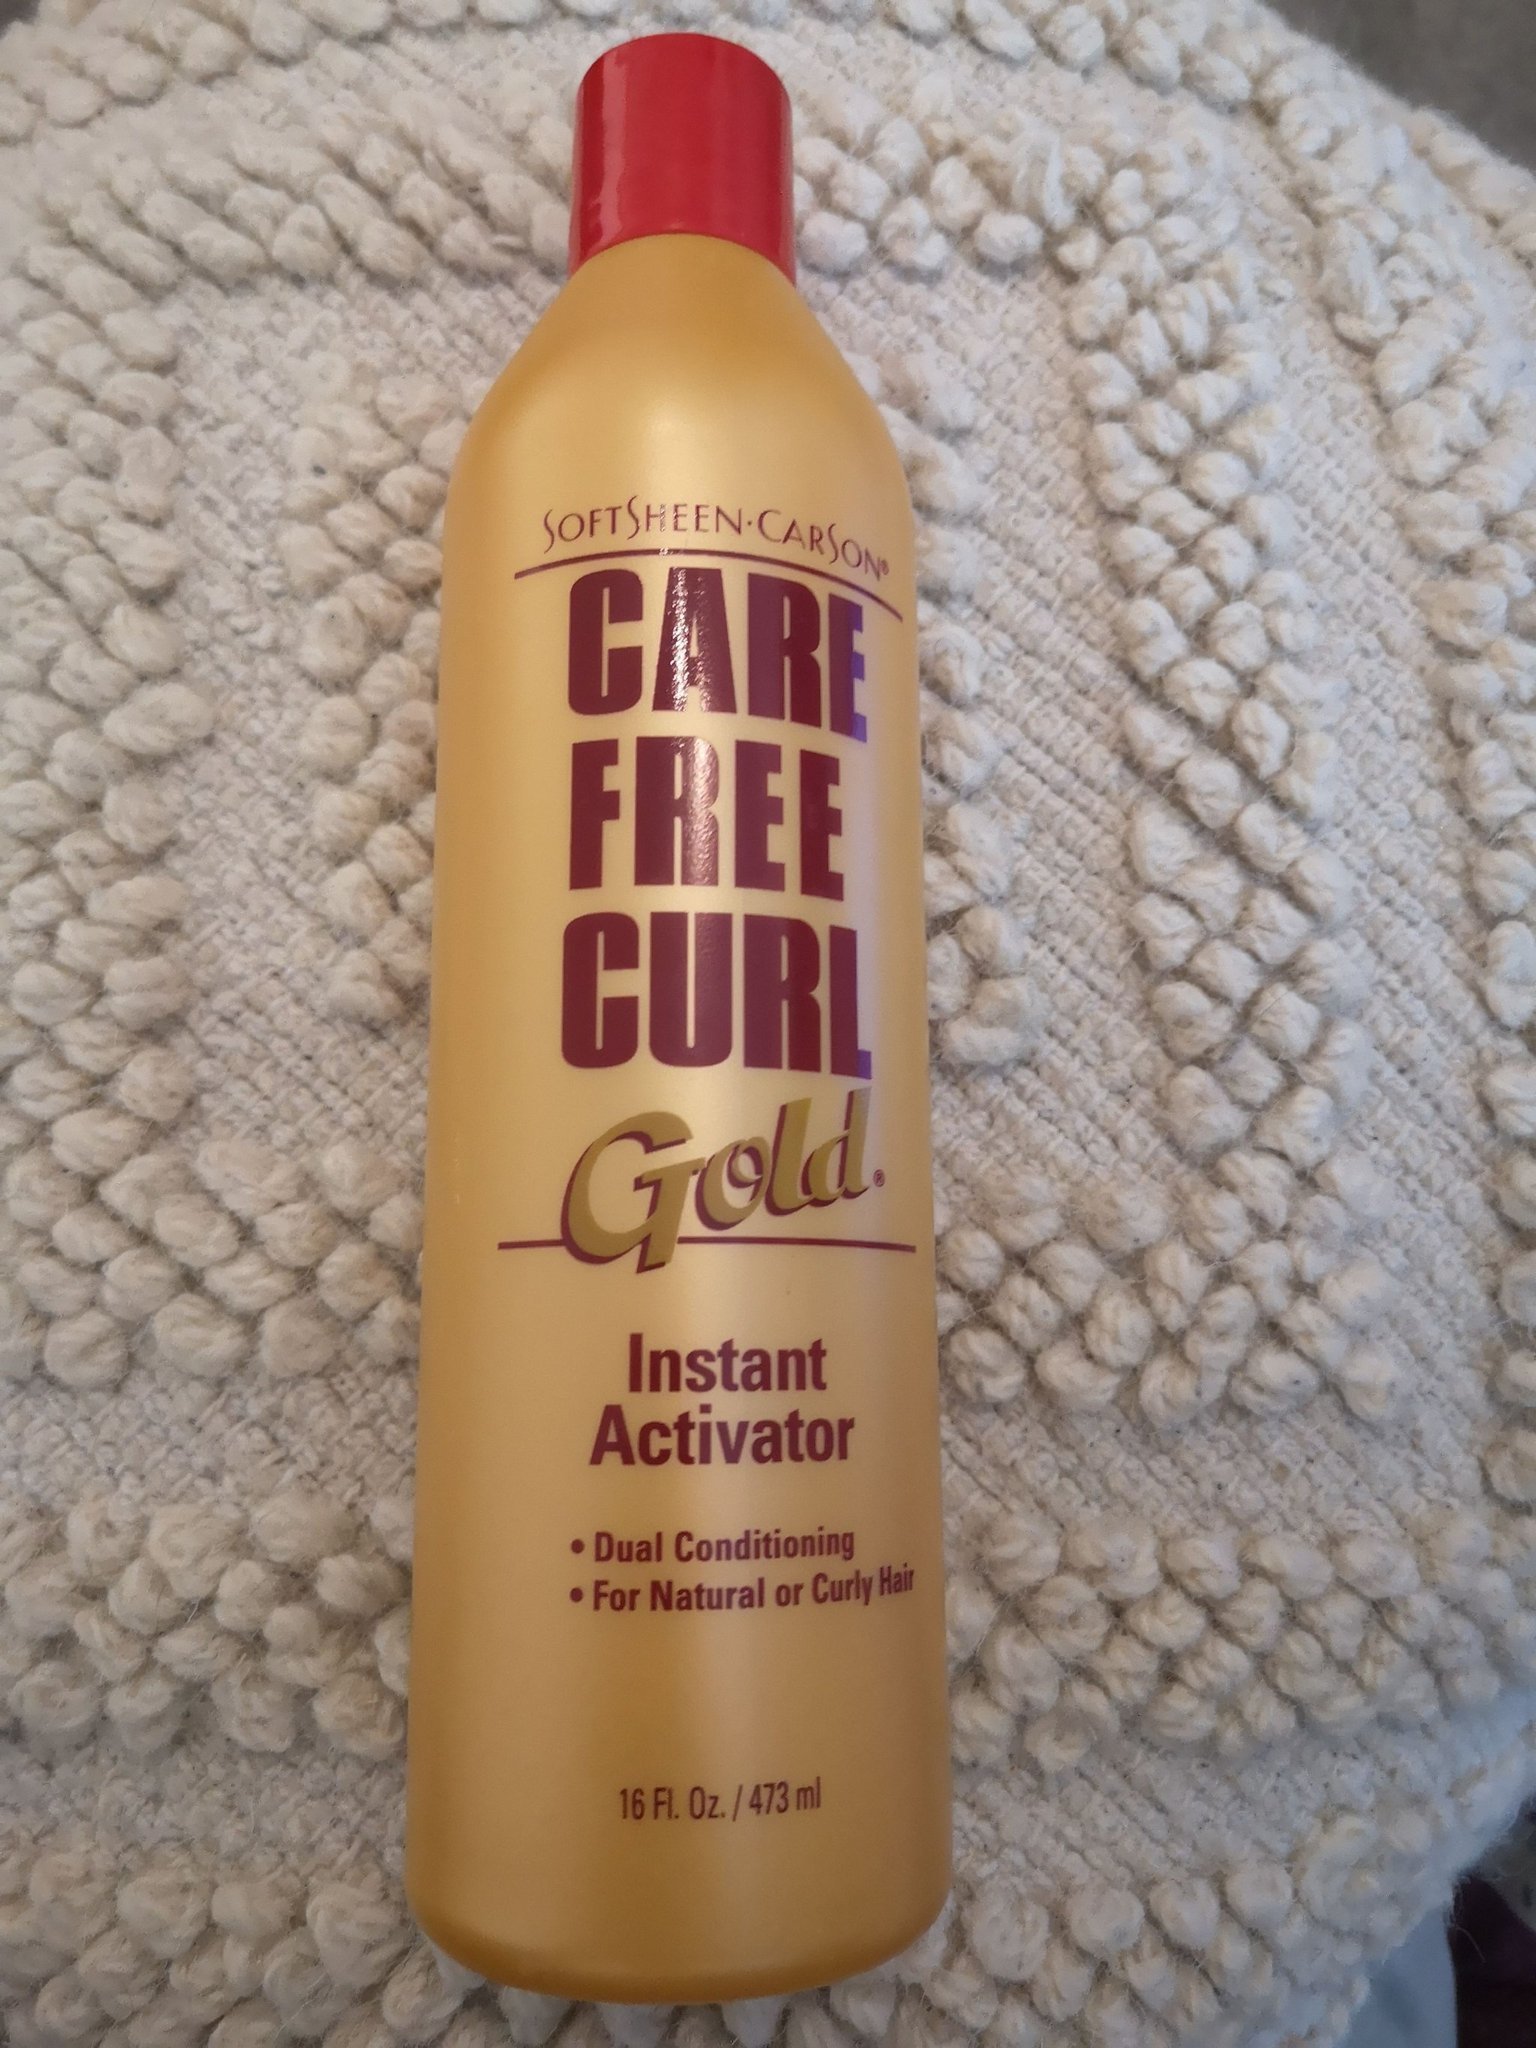 SOFTSHEEN·CARSON®
CARE
FREE
CURL
Gold®
Instant
Activator
• Dual Conditioning
• For Natural or Curly Hair
16 Fl. Oz. / 473 ml